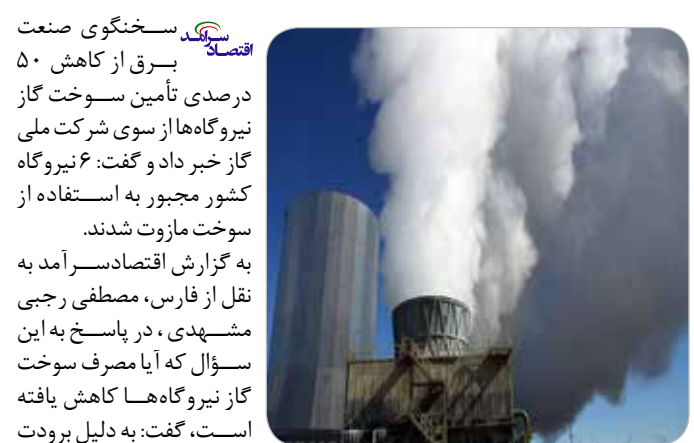 اقتصاد سرآمد
سخنگوی صنعت
برق از کاهش ۵۰
درصدی تأمین سوخت گاز
نیروگاه‌ها از سوی شرکت ملی
گاز خبر داد و گفت: ۶ نیروگاه
کشور مجبور به استفاده از
سوخت مازوت شدند.
به گزارش اقتصادسرآمد به
نقل از فارس، مصطفی رجبی
مشهدی ، در پاسخ به این
سؤال که آیا مصرف سوخت
گاز نیروگاه‌ها کاهش یافته
است، گفت: به دلیل برودت